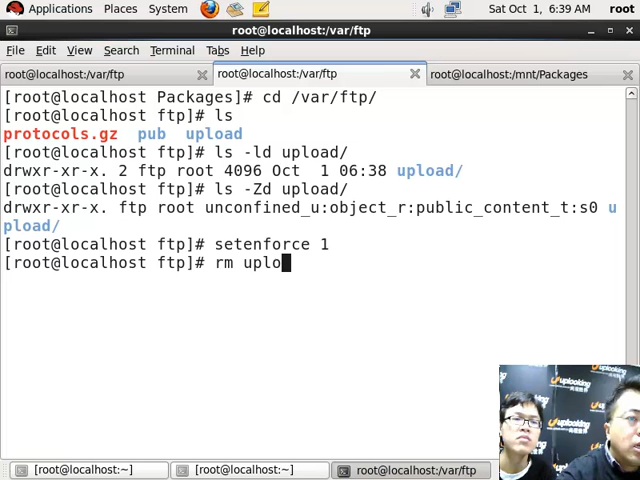 Applications Places System Sat Oct 1, 6:39 AM root
root@localhost:/var/ftp
File Edit View Search Terminal Tabs Help
root@localhost:/var/ftp root@localhost:/var/ftp root@localhost:/mnt/Packages
[root@localhost Packages]# cd /var/ftp/
[root@localhost ftp]# ls
protocols.gz pub upload
[root@localhost ftp]# ls -ld upload/
drwxr-xr-x. 2 ftp root 4096 Oct 1 06:38 upload/
[root@localhost ftp]# ls -Zd upload/
drwxr-xr-x. ftp root unconfined_u:object_r:public_content_t:s0 u
pload/
[root@localhost ftp]# setenforce 1
[root@localhost ftp]# rm uplo
uplooking
uplooking
[root@localhost:~] [root@localhost:~] root@localhost:/var/ftp